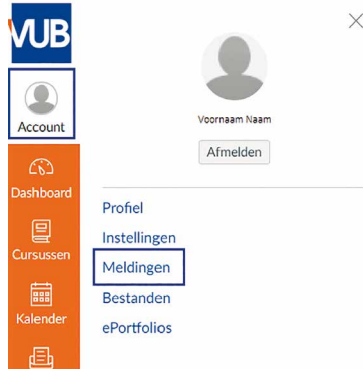 VUB
Account
Dashboard
Cursussen
Kalender
Voornaam Naam
Afmelden
Profiel
Instellingen
Meldingen
Bestanden
ePortfolios